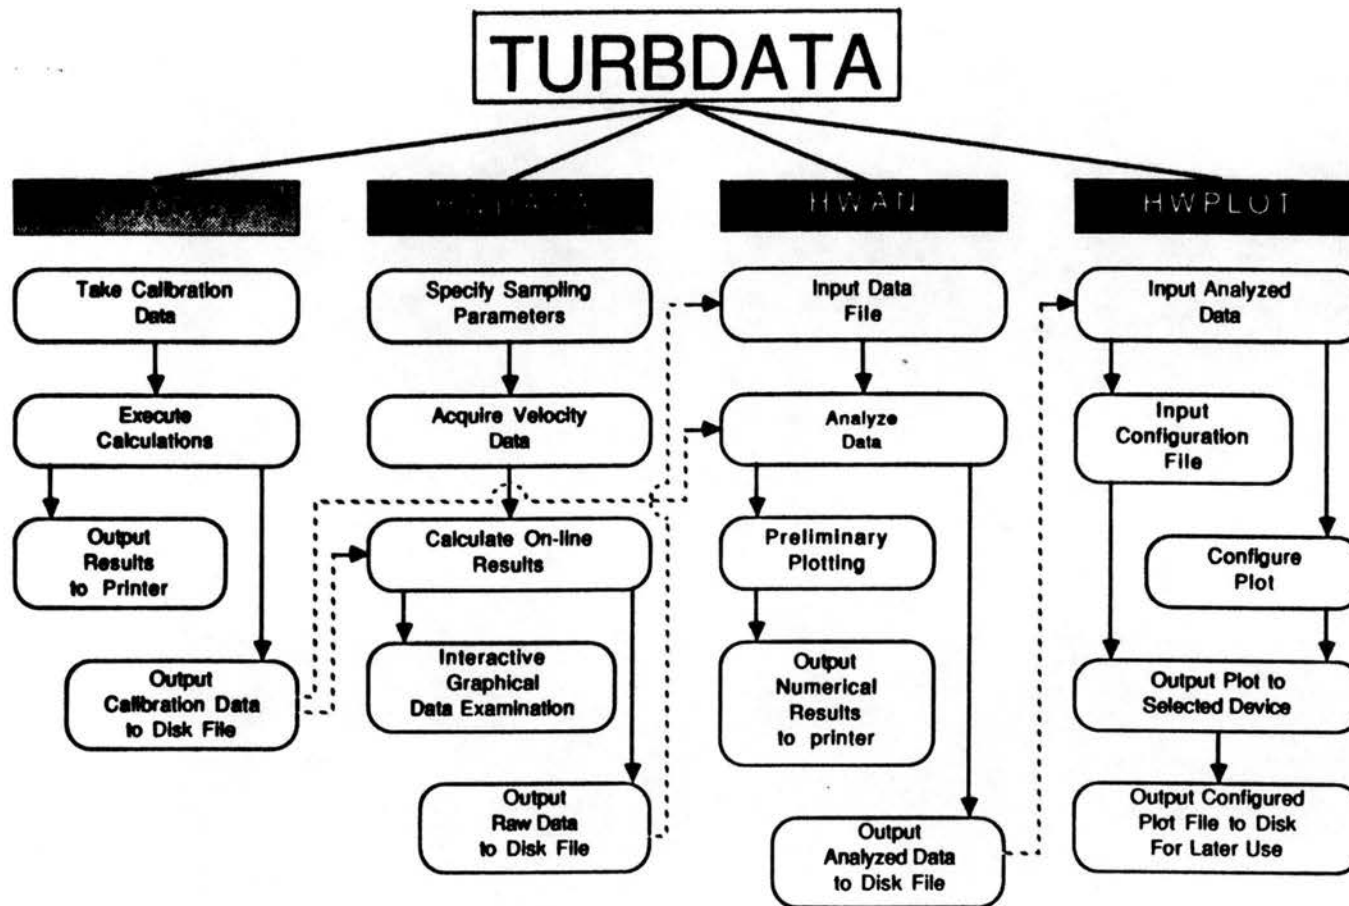 TURBDATA
HWAN
HWPLOT
Take Calibration
Data
Execute
Calculations
Output
Results
to Printer
Output
Calibration Data
to Disk File
Specify Sampling
Parameters
Acquire Velocity
Data
Calculate On-line
Results
Interactive
Graphical
Data Examination
Output
Raw Data
to Disk File
Input Data
File
Analyze
Data
Preliminary
Plotting
Output
Numerical
Results
to printer
Output
Analyzed Data
to Disk File
Input Analyzed
Data
Input
Configuration
File
Configure
Plot
Output Plot to
Selected Device
Output Configured
Plot File to Disk
For Later Use